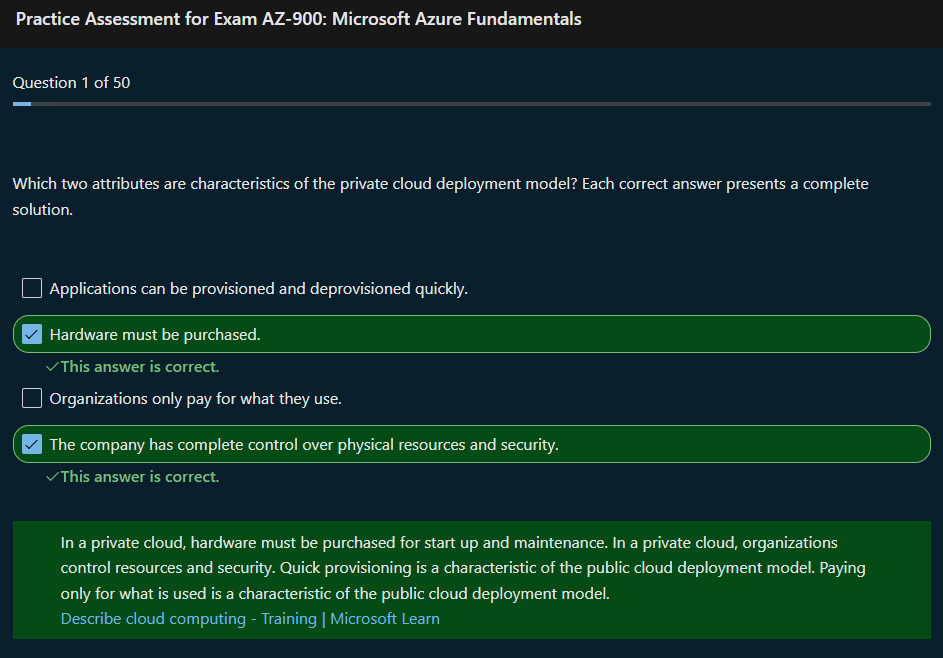 Practice Assessment for Exam AZ-900: Microsoft Azure Fundamentals
Question 1 of 50
Which two attributes are characteristics of the private cloud deployment model? Each correct answer presents a complete
solution.
Applications can be provisioned and deprovisioned quickly.
Hardware must be purchased.
This answer is correct.
Organizations only pay for what they use.
The company has complete control over physical resources and security.
This answer is correct.
In a private cloud, hardware must be purchased for start up and maintenance. In a private cloud, organizations
control resources and security. Quick provisioning is a characteristic of the public cloud deployment model. Paying
only for what is used is a characteristic of the public cloud deployment model.
Describe cloud computing - Training | Microsoft Learn